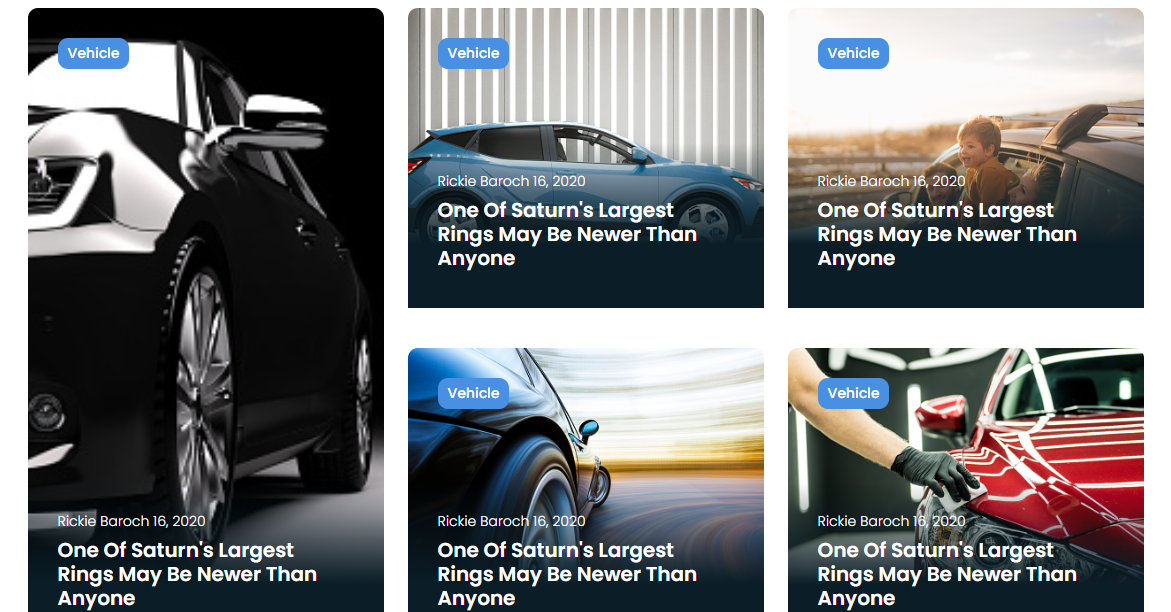 Vehicle
Rickie Baroch 16, 2020
One Of Saturn's Largest
Rings May Be Newer Than
Anyone
Vehicle
Rickie Baroch 16, 2020
One Of Saturn's Largest
Rings May Be Newer Than
Anyone
Vehicle
Rickie Baroch 16, 2020
One Of Saturn's Largest
Rings May Be Newer Than
Anyone
Vehicle
Rickie Baroch 16, 2020
One Of Saturn's Largest
Rings May Be Newer Than
Anyone
Vehicle
Rickie Baroch 16, 2020
One Of Saturn's Largest
Rings May Be Newer Than
Anyone